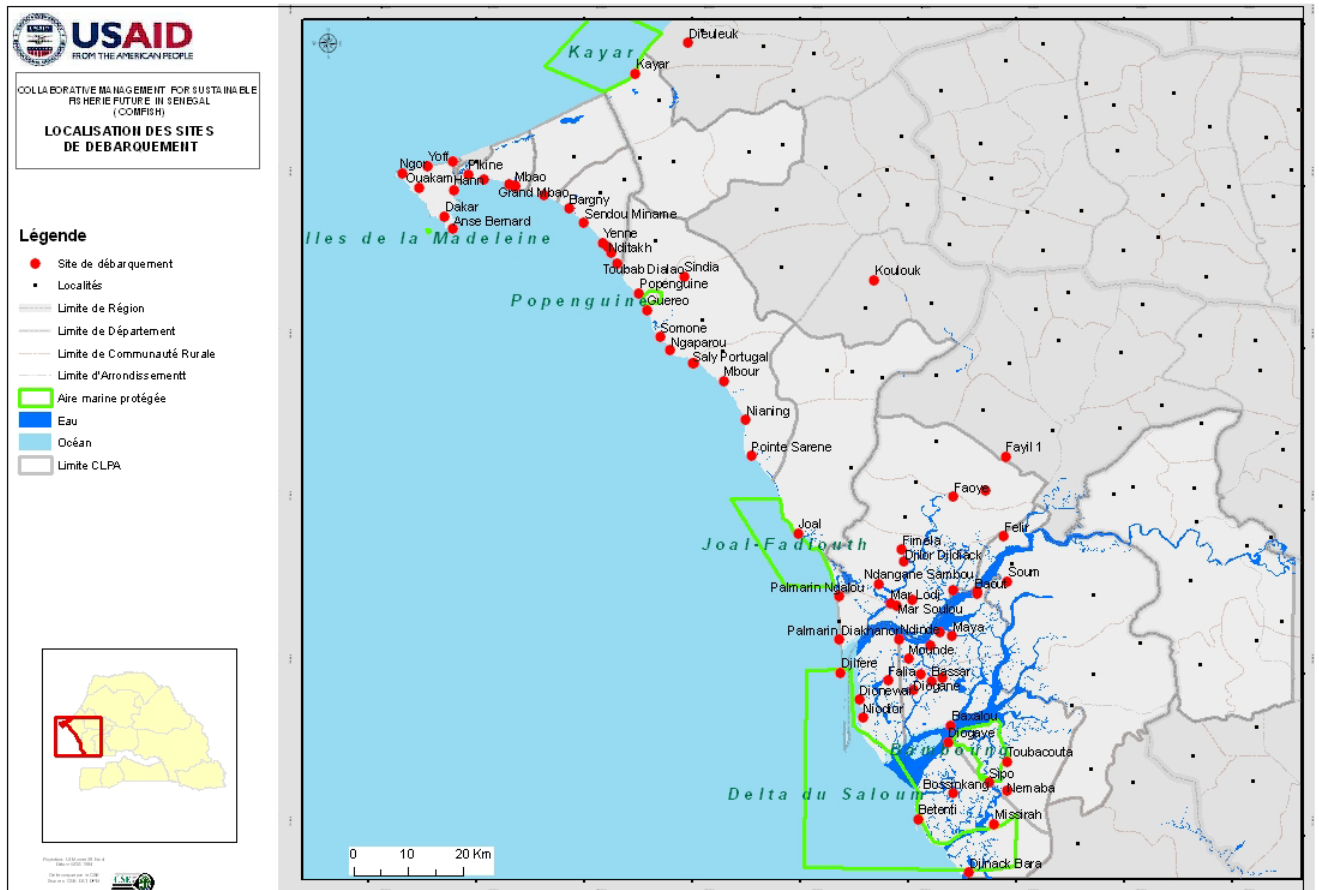 USAID
FROM THE AMERICAN PEOPLE
COLLABORATIVE MANAGEMENT FOR SUSTAINABLE
FISHERIE FUTURE IN SENEGAL
(COMFISH)
LOCALISATION DES SITES
DE DEBARQUEMENT
Légende
Site de débarquement
Localités
Limite de Région
Limite de Département
Limite de Communauté Rurale
Limite d'Arrondissementt
Aire marine protégée
Eau
Océan
Limite CLPA
Kayar
Dieuleuk
Kayar
Yoff
Ngor
Pikine
Ouakam
Hann
Mbao
Grand Mbao
Bargny
Dakar
Sendou Miname
Anse Bernard
Iles de la Madeleine
Yenne
Nditakh
Toubab Dialao
Sindia
Koulouk
Popenguine
Popenguine
Guereo
Somone
Ngaparou
Saly Portugal
Mbour
Nianing
Pointe Sarene
Fayil 1
Faoye
Joal
Joal-Fadiouth
Felir
Fimela
Dhior Djidiack
Ndangane Sambou
Soum
Baout
Palmarin Ngalou
Mar Lodj
Mar Soulou
Palmarin Diakhanor
Ndinde
Maya
Mounde
Djifere
Falia
Bassar
Diogane
Dionewar
Niodior
Baxalou
Diogaye
Bamboung
Toubacouta
Sipo
Bossinkang
Nemaba
Delta du Saloum
Betenti
Missirah
Djinack Bara
0 10 20 Km
CSE